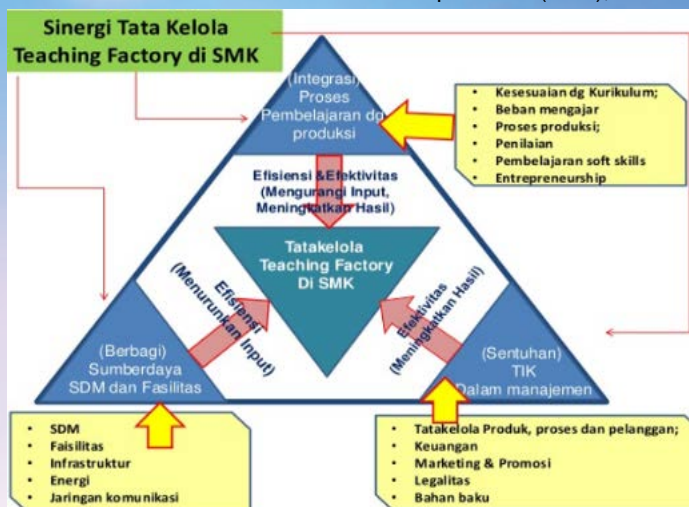 Sinergi Tata Kelola
Teaching Factory di SMK
(Integrasi)
Proses
Pembelajaran dg
produksi
• Kesesuaian dg Kurikulum;
• Beban mengajar
• Proses produksi;
• Penilaian
• Pembelajaran soft skills
• Entrepreneurship
Efisiensi &Efektivitas
(Mengurangi Input,
Meningkatkan Hasil)
Tatakelola
Teaching Factory
Di SMK
Efisiensi
(Menurunkan Input)
Efektivitas
(Meningkatkan Hasil)
(Berbagi)
Sumberdaya
SDM dan Fasilitas
(Sentuhan)
TIK
Dalam manajemen
• SDM
• Faisilitas
• Infrastruktur
• Energi
• Jaringan komunikasi
• Tatakelola Produk, proses dan pelanggan;
• Keuangan
• Marketing & Promosi
• Legalitas
• Bahan baku